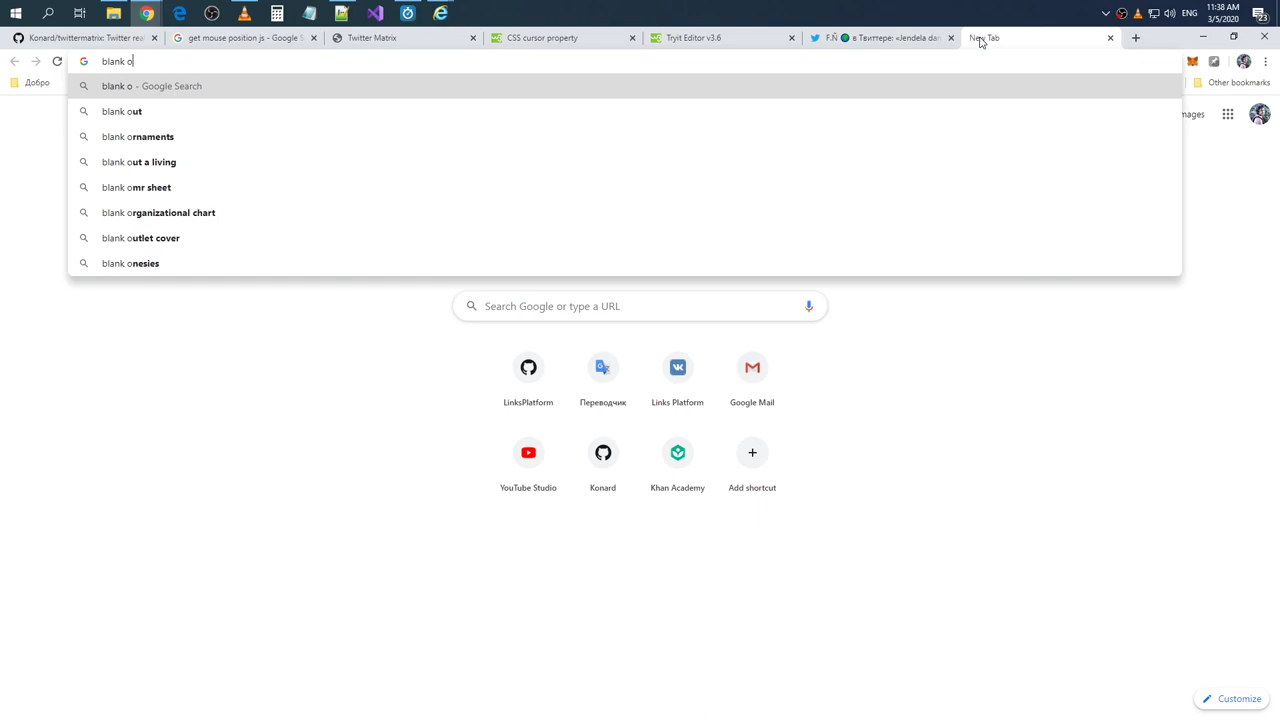 11:38 AM
ENG
3/5/2020
23
Konard/twittermatrix: Twitter rea
get mouse position js - Google S
Twitter Matrix
CSS cursor property
Tryit Editor v3.6
F.Ñ в Твиттере: «Jendela dan
New Tab
blank o
Добро
Other bookmarks
blank o - Google Search
blank out
blank ornaments
blank out a living
blank omr sheet
blank organizational chart
blank outlet cover
blank onesies
mages
Search Google or type a URL
LinksPlatform
Переводчик
Links Platform
Google Mail
YouTube Studio
Konard
Khan Academy
Add shortcut
Customize